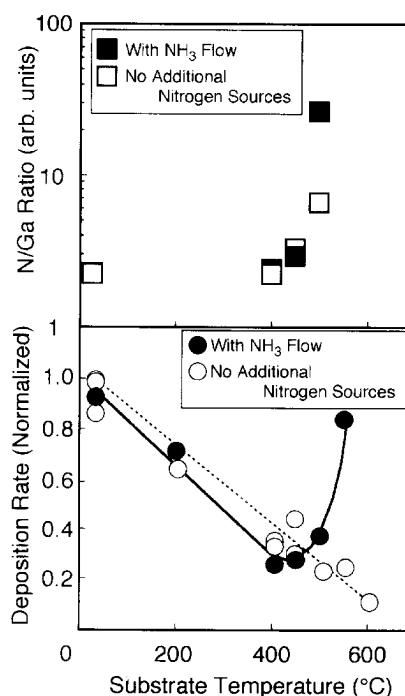 100
With NH3 Flow
No Additional
Nitrogen Sources
N/Ga Ratio (arb. units)
10
1
With NH3 Flow
No Additional
Nitrogen Sources
Deposition Rate (Normalized)
1.0
0.8
0.6
0.4
0.2
0 200 400 600
Substrate Temperature (°C)